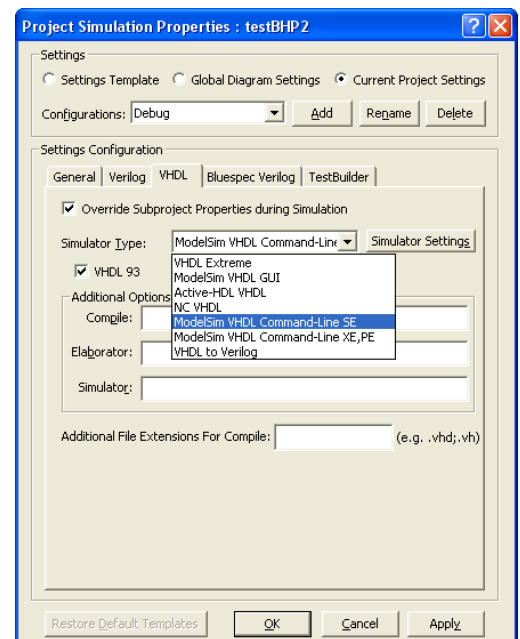 Project Simulation Properties : testBHP2
Settings
Settings Template Global Diagram Settings Current Project Settings
Configurations: Debug Add Rename Delete
Settings Configuration
General Verilog VHDL Bluespec Verilog TestBuilder
Override Subproject Properties during Simulation
Simulator Type: ModelSim VHDL Command-Line Simulator Settings
VHDL 93
VHDL Extreme
ModelSim VHDL GUI
Active-HDL VHDL
NC VHDL
ModelSim VHDL Command-Line SE
ModelSim VHDL Command-Line XE,PE
VHDL to Verilog
Additional Options
Compile:
Elaborator:
Simulator:
Additional File Extensions For Compile: (e.g. .vhd;.vh)
Restore Default Templates OK Cancel Apply